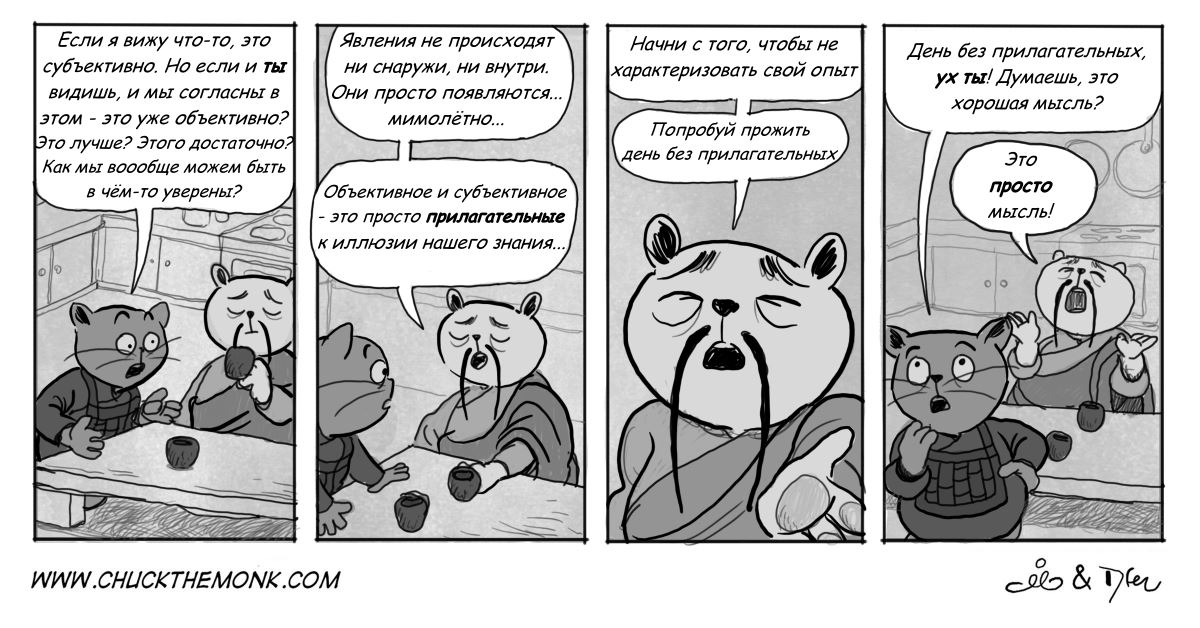 Если я вижу что-то, это
субъективно. Но если и ты
видишь, и мы согласны в
этом - это уже объективно?
Это лучше? Этого достаточно?
Как мы воообще можем быть
в чём-то уверены?
Явления не происходят
ни снаружи, ни внутри.
Они просто появляются...
мимолётно...
Объективное и субъективное
- это просто прилагательные
к иллюзии нашего знания...
Начни с того, чтобы не
характеризовать свой опыт
Попробуй прожить
день без прилагательных
День без прилагательных,
ух ты! Думаешь, это
хорошая мысль?
Это
просто
мысль!
WWW.CHUCKTHEMONK.COM